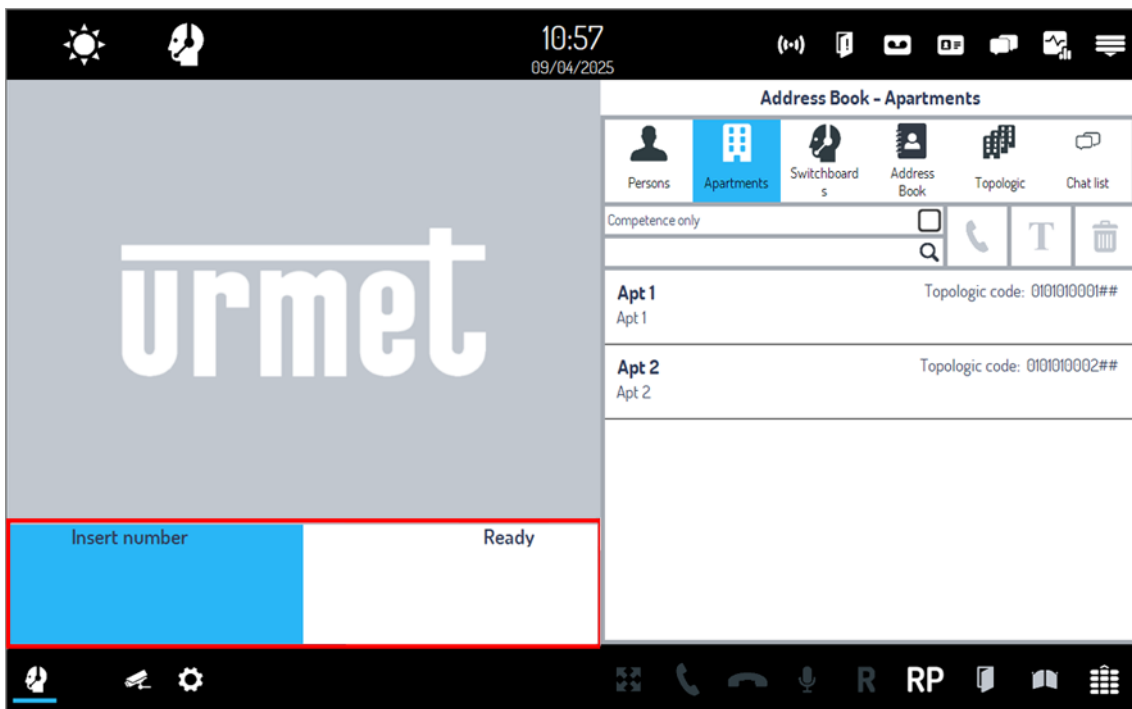 10:57
09/04/2025
Address Book - Apartments
Persons
Apartments
Switchboard
s
Address
Book
Topologic
Chat list
Competence only
T
urmet
Apt 1
Topologic code: 0101010001##
Apt 1
Apt 2
Topologic code: 0101010002##
Apt 2
Insert number
Ready
R
RP